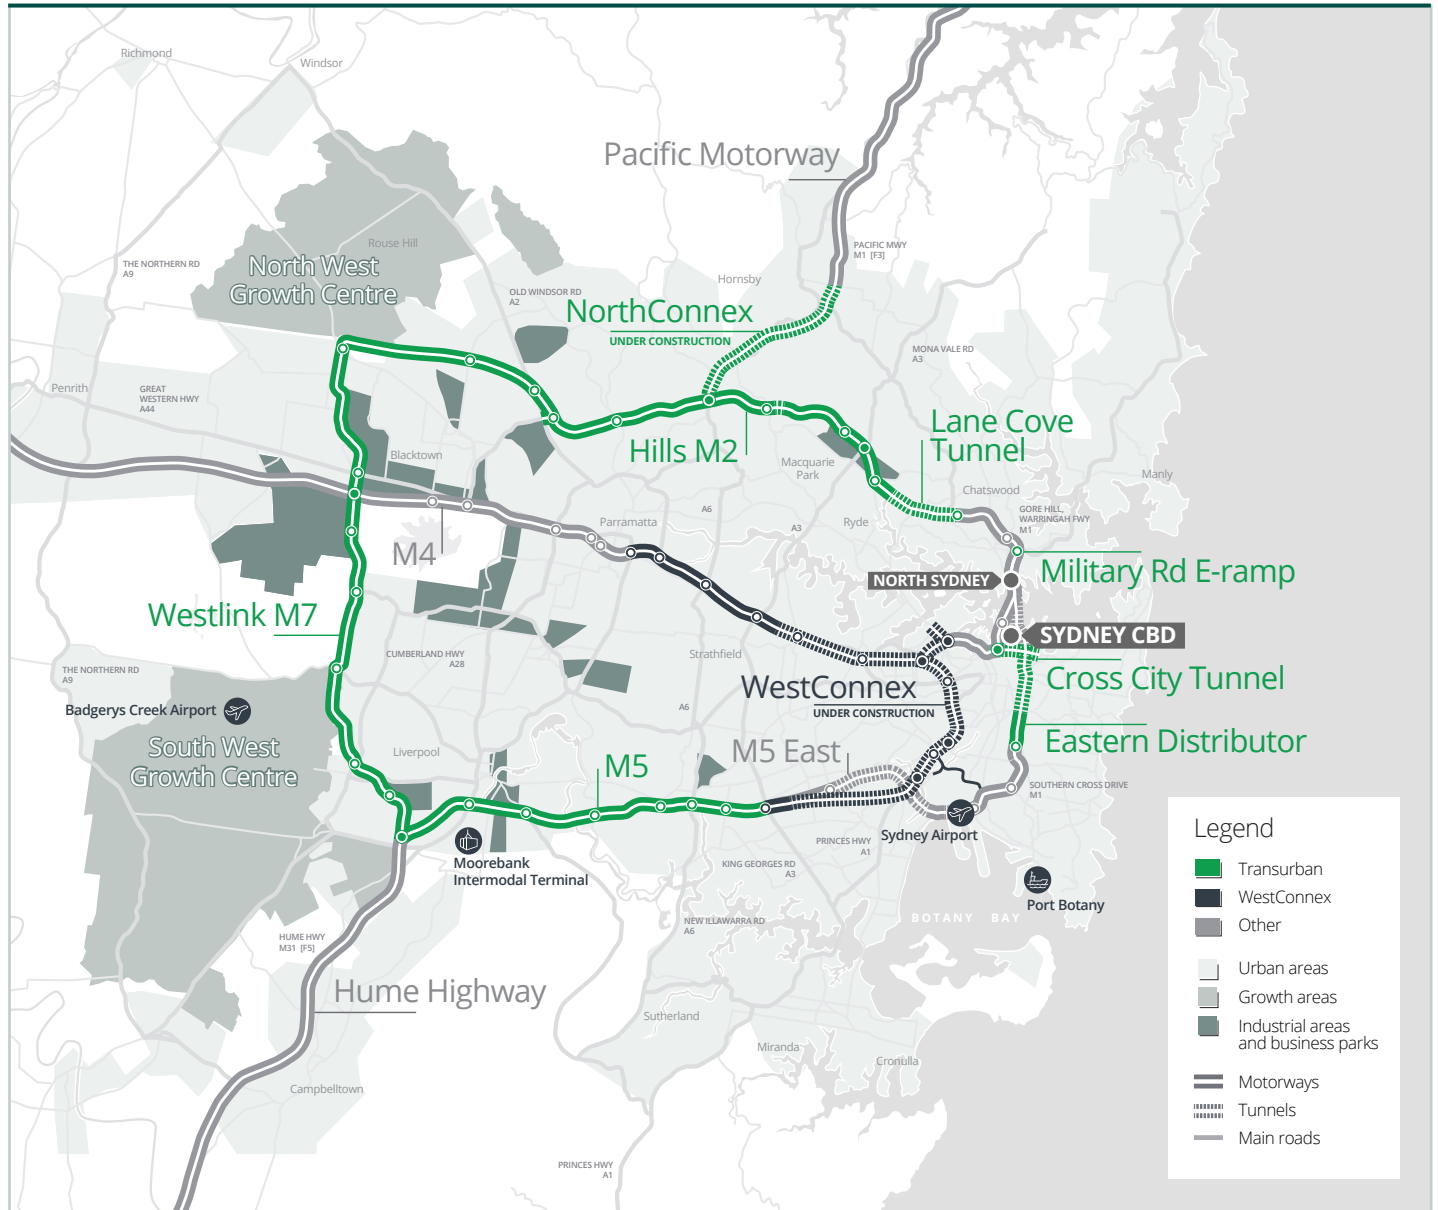 Richmond
Windsor
Pacific Motorway
Rouse Hill
PACIFIC MWY
M1 [F3]
THE NORTHERN RD
A9
North West
Growth Centre
Hornsby
OLD WINDSOR RD
A2
NorthConnex
UNDER CONSTRUCTION
MONA VALE RD
A3
Penrith
GREAT
WESTERN HWY
A44
Lane Cove
Tunnel
Hills M2
Blacktown
Macquarie
Park
Manly
Chatswood
GORE HILL,
WARRINGAH FWY
M1
A6
Parramatta
A3
Ryde
M4
Military Rd E-ramp
NORTH SYDNEY
Westlink M7
SYDNEY CBD
CUMBERLAND HWY
A28
Strathfield
THE NORTHERN RD
A9
Cross City Tunnel
WestConnex
UNDER CONSTRUCTION
Badgerys Creek Airport
A6
South West
Growth Centre
Liverpool
M5
M5 East
Eastern Distributor
SOUTHERN CROSS DRIVE
M1
Sydney Airport
PRINCES HWY
A1
Moorebank
Intermodal Terminal
KING GEORGES RD
A3
Port Botany
BOTANY BAY
NEW ILLAWARRA RD
A6
HUME HWY
M31 [F5]
Hume Highway
Sutherland
Miranda
Cronulla
Campbelltown
PRINCES HWY
A1
Legend
Transurban
WestConnex
Other
Urban areas
Growth areas
Industrial areas
and business parks
Motorways
Tunnels
Main roads